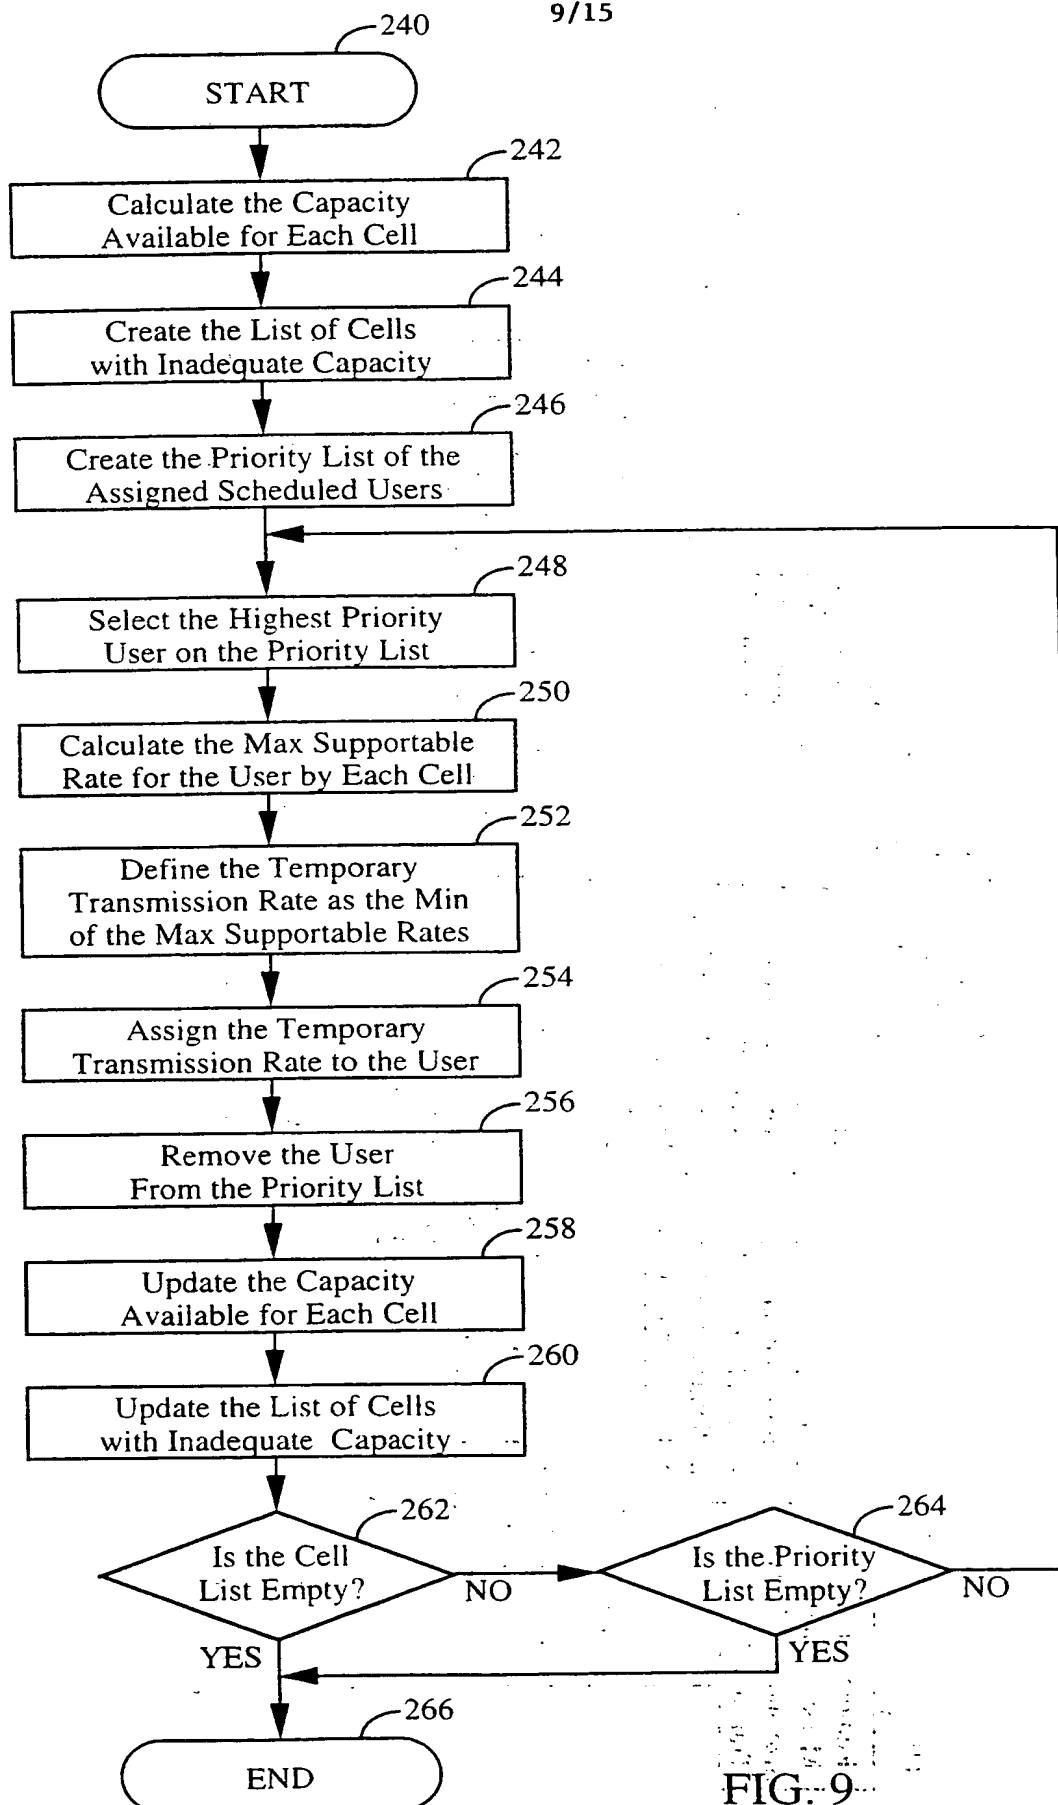 9/15
240
START
242
Calculate the Capacity
Available for Each Cell
244
Create the List of Cells
with Inadequate Capacity
246
Create the Priority List of the
Assigned Scheduled Users
248
Select the Highest Priority
User on the Priority List
250
Calculate the Max Supportable
Rate for the User by Each Cell
252
Define the Temporary
Transmission Rate as the Min
of the Max Supportable Rates
254
Assign the Temporary
Transmission Rate to the User
256
Remove the User
From the Priority List
258
Update the Capacity
Available for Each Cell
260
Update the List of Cells
with Inadequate Capacity
262
Is the Cell
List Empty?
NO
YES
264
Is the Priority
List Empty?
NO
YES
266
END
FIG. 9